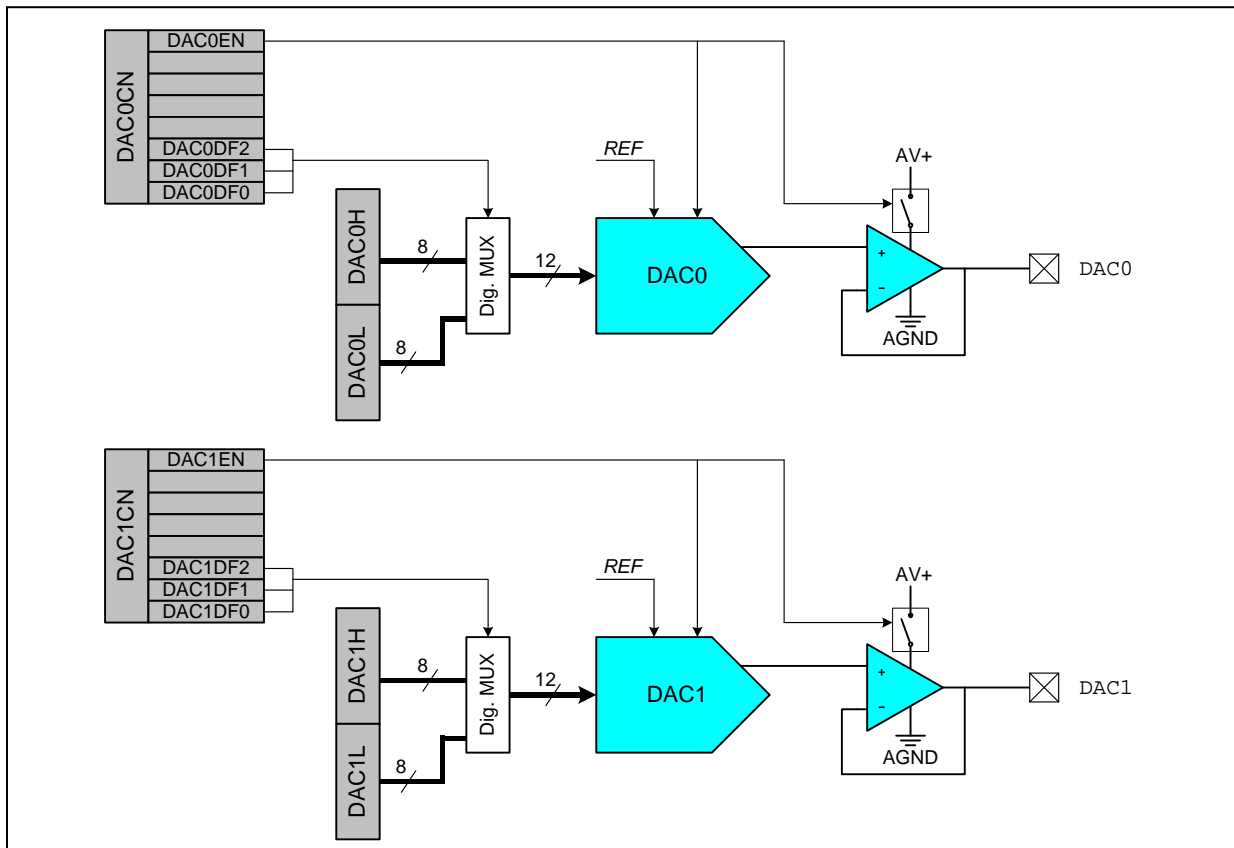 DAC0CN
DAC0EN
DAC0DF2
DAC0DF1
DAC0DF0
REF
AV+
DAC0H
8
Dig. MUX
12
DAC0
+
-
DAC0
DAC0L
8
AGND
DAC1CN
DAC1EN
DAC1DF2
DAC1DF1
DAC1DF0
REF
AV+
DAC1H
8
Dig. MUX
12
DAC1
+
-
DAC1
DAC1L
8
AGND